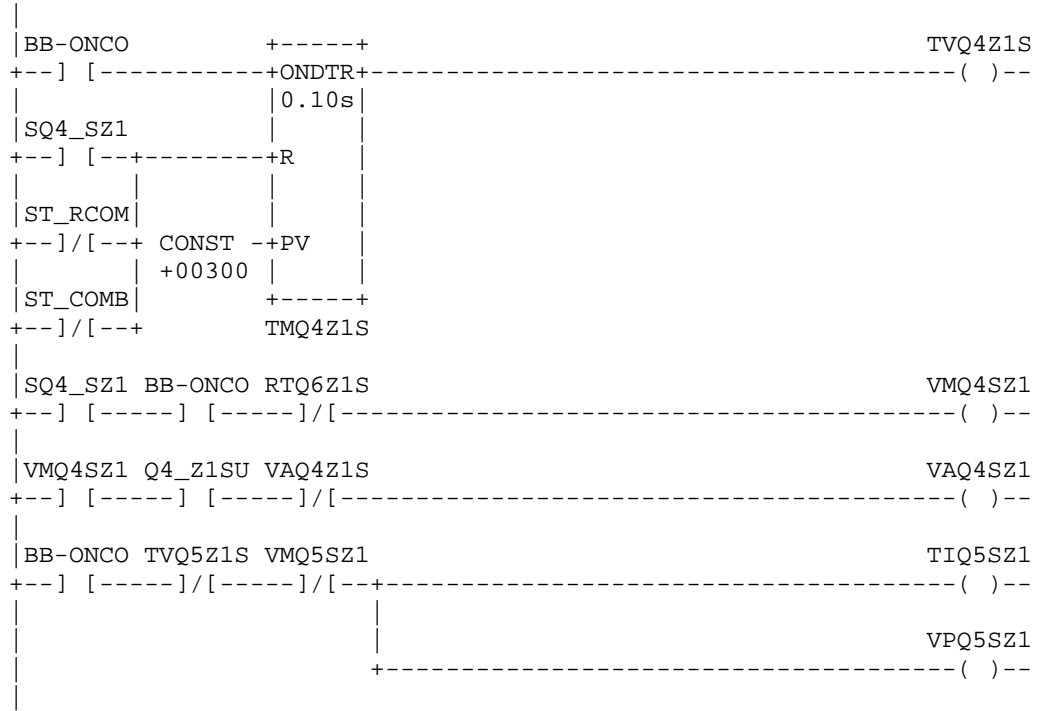 |
|BB-ONCO         +-----+                                     TVQ4Z1S
+--] [-----------+ONDTR+---------------------------------------( )--
|                |0.10s|
|SQ4_SZ1         |     |
+--] [--+--------+R    |
|       |        |     |
|ST_RCOM|        |     |
+--]/[--+ CONST -+PV   |
|       | +00300 |     |
|ST_COMB|        +-----+
+--]/[--+        TMQ4Z1S
|
|SQ4_SZ1 BB-ONCO RTQ6Z1S                                     VMQ4SZ1
+--] [-----] [-----]/[-----------------------------------------( )--
|
|VMQ4SZ1 Q4_Z1SU VAQ4Z1S                                     VAQ4SZ1
+--] [-----] [-----]/[-----------------------------------------( )--
|
|BB-ONCO TVQ5Z1S VMQ5SZ1                                     TIQ5SZ1
+--] [-----]/[-----]/[--+--------------------------------------( )--
|                       |
|                       |                                    VPQ5SZ1
|                       +--------------------------------------( )--
|